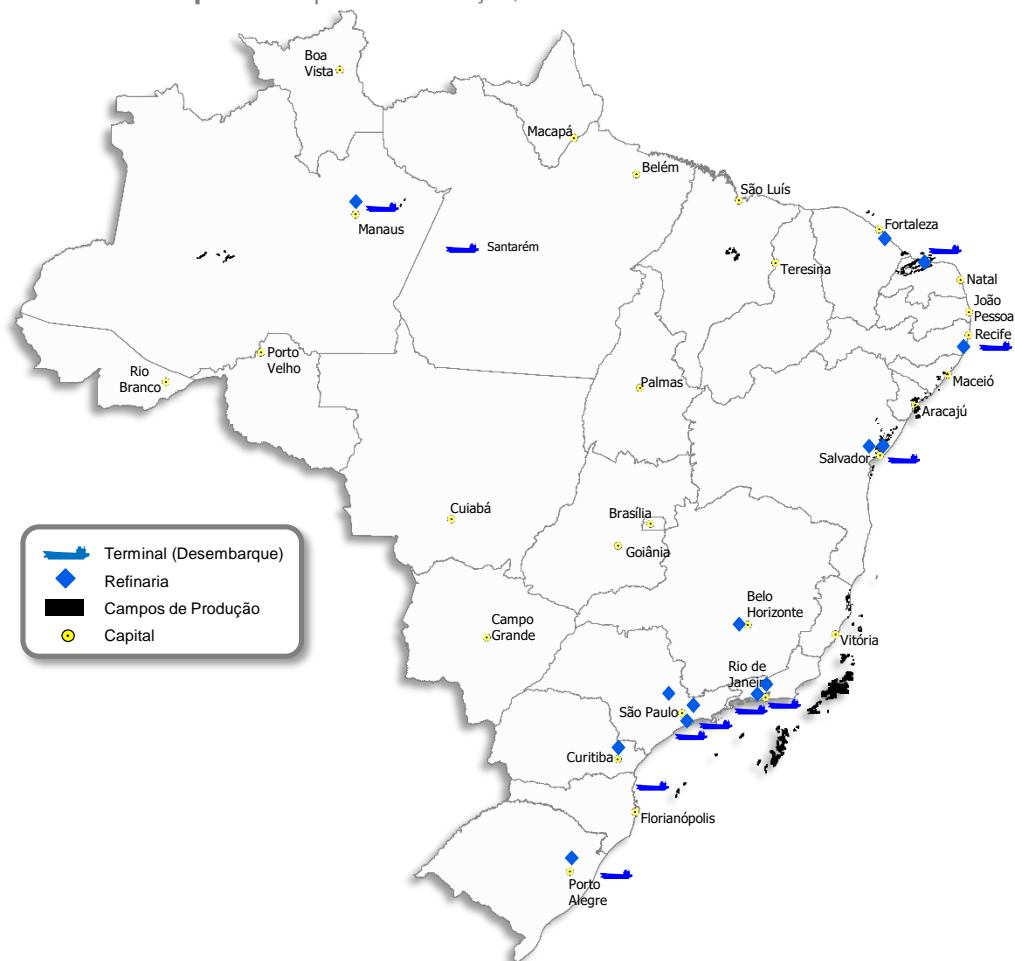 Boa
Vista
Macapá
Belém
São Luís
Fortaleza
Manaus
Santarém
Teresina
Natal
João
Pessoa
Recife
Porto
Velho
Rio
Branco
Palmas
Maceió
Aracajú
Salvador
Cuiabá
Brasília
Goiânia
Terminal (Desembarque)
Refinaria
Campos de Produção
Capital
Campo
Grande
Belo
Horizonte
Vitória
Rio de
Janeir
São Paulo
Curitiba
Florianópolis
Porto
Alegre